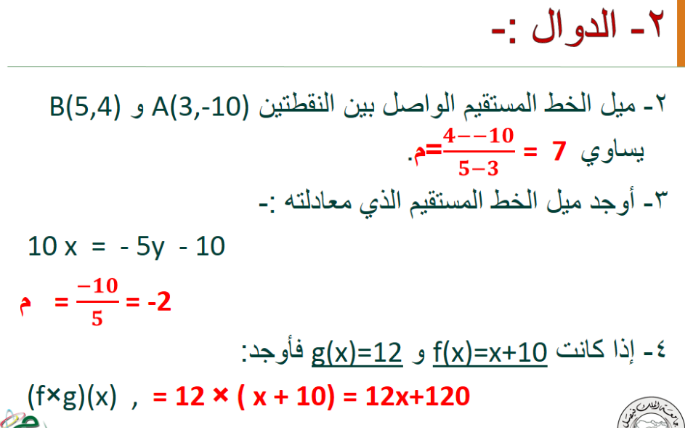 ٢- الدوال :-
٢- ميل الخط المستقيم الواصل بين النقطتين A(3,-10) و B(5,4)
يساوي 7 = (4−−10)/(5−3) =م.
٣- أوجد ميل الخط المستقيم الذي معادلته :-
10 x = - 5y - 10
م = −10/5 = -2
٤- إذا كانت f(x)=x+10 و g(x)=12 فأوجد:
(f×g)(x) , = 12 × ( x + 10) = 12x+120